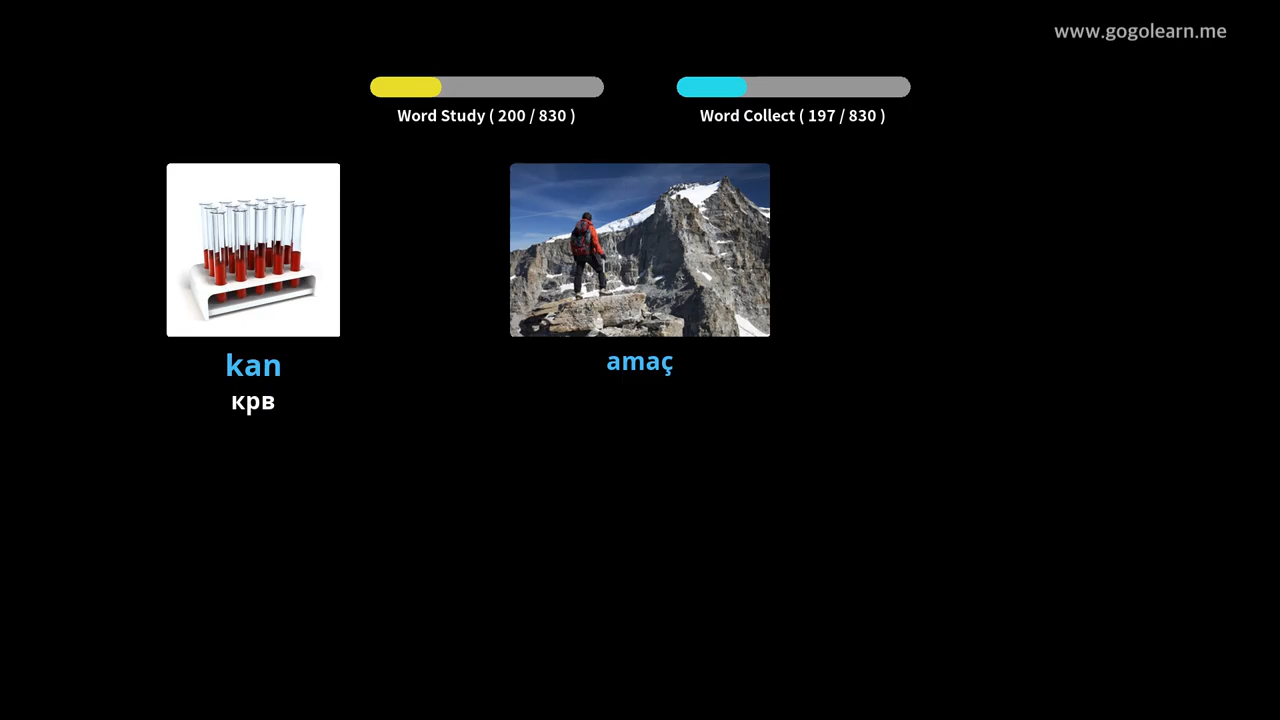 www.gogolearn.me
Word Study ( 200 / 830 )
Word Collect ( 197 / 830 )
kan
крв
amaç